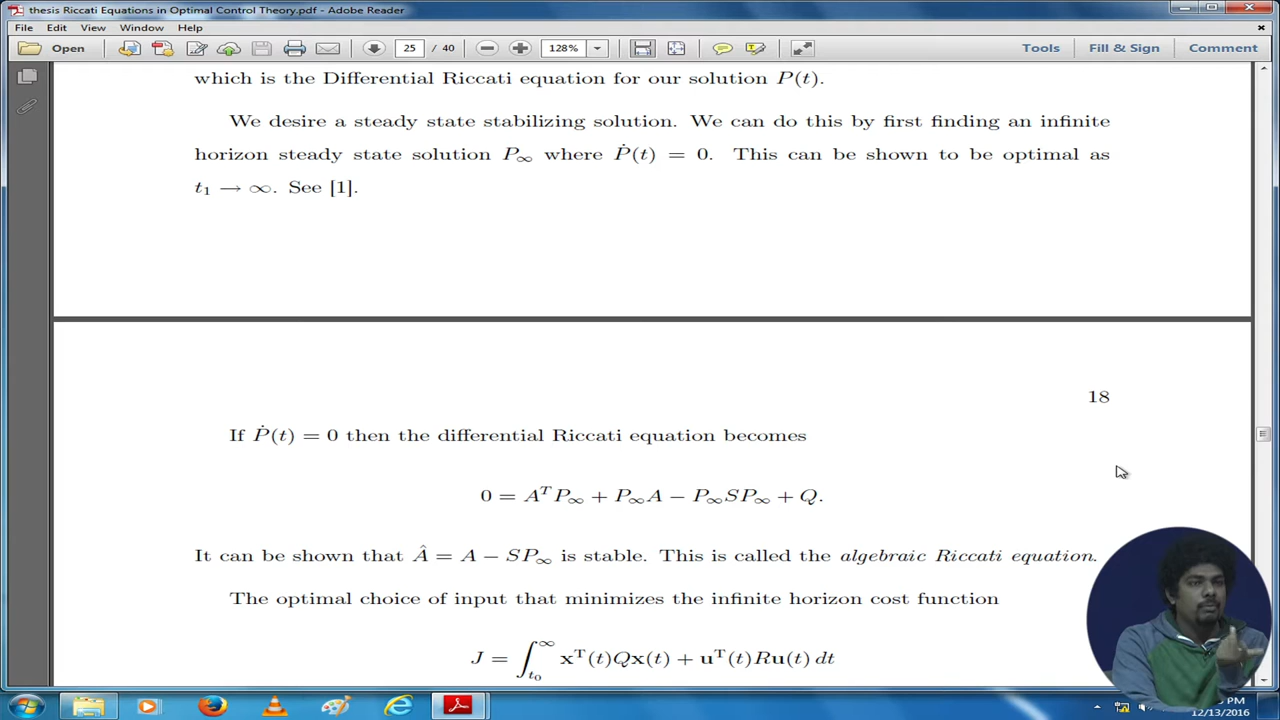 thesis Riccati Equations in Optimal Control Theory.pdf - Adobe Reader
File Edit View Window Help
Open 25 / 40 128% Tools Fill & Sign Comment
which is the Differential Riccati equation for our solution P(t).
We desire a steady state stabilizing solution. We can do this by first finding an infinite
horizon steady state solution P∞ where Ṗ(t) = 0. This can be shown to be optimal as
t₁ → ∞. See [1].
18
If Ṗ(t) = 0 then the differential Riccati equation becomes
0 = AᵀP∞ + P∞A − P∞SP∞ + Q.
It can be shown that Â = A − SP∞ is stable. This is called the algebraic Riccati equation.
The optimal choice of input that minimizes the infinite horizon cost function
J = ∫_{t₀}^{∞} xᵀ(t)Qx(t) + uᵀ(t)Ru(t) dt
12/13/2016